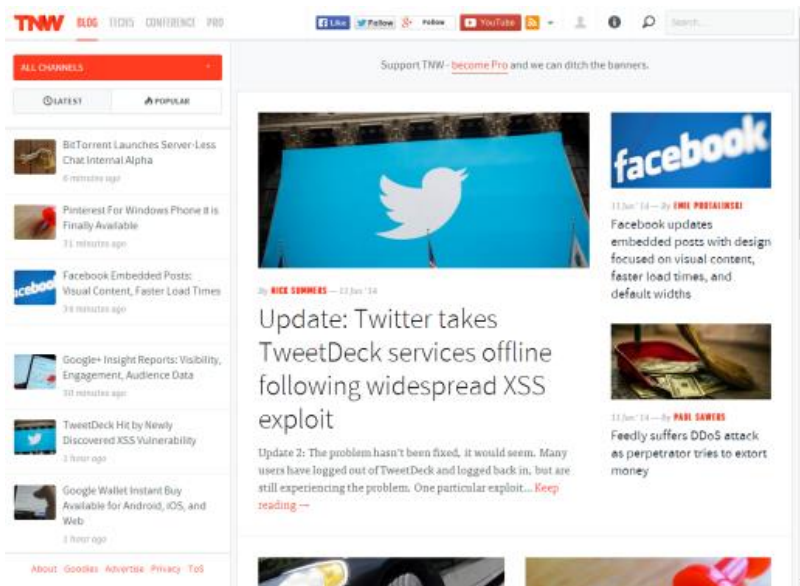 TNW BLOG TECH5 CONFERENCE PRO
Like Follow Follow YouTube Search...
ALL CHANNELS
LATEST POPULAR
BitTorrent Launches Server-Less
Chat Internal Alpha
6 minutes ago
Pinterest For Windows Phone 8 is
Finally Available
31 minutes ago
Facebook Embedded Posts:
Visual Content, Faster Load Times
34 minutes ago
Google+ Insight Reports: Visibility,
Engagement, Audience Data
50 minutes ago
TweetDeck Hit by Newly
Discovered XSS Vulnerability
1 hour ago
Google Wallet Instant Buy
Available for Android, iOS, and
Web
1 hour ago
About Goodies Advertise Privacy ToS
Support TNW - become Pro and we can ditch the banners.
By NICK SUMMERS — 11 Jun '14
Update: Twitter takes
TweetDeck services offline
following widespread XSS
exploit
Update 2: The problem hasn't been fixed, it would seem. Many
users have logged out of TweetDeck and logged back in, but are
still experiencing the problem. One particular exploit... Keep
reading →
facebook
11 Jun '14 — By EMIL PROTALINSKI
Facebook updates
embedded posts with design
focused on visual content,
faster load times, and
default widths
11 Jun '14 — By PAUL SAWERS
Feedly suffers DDoS attack
as perpetrator tries to extort
money